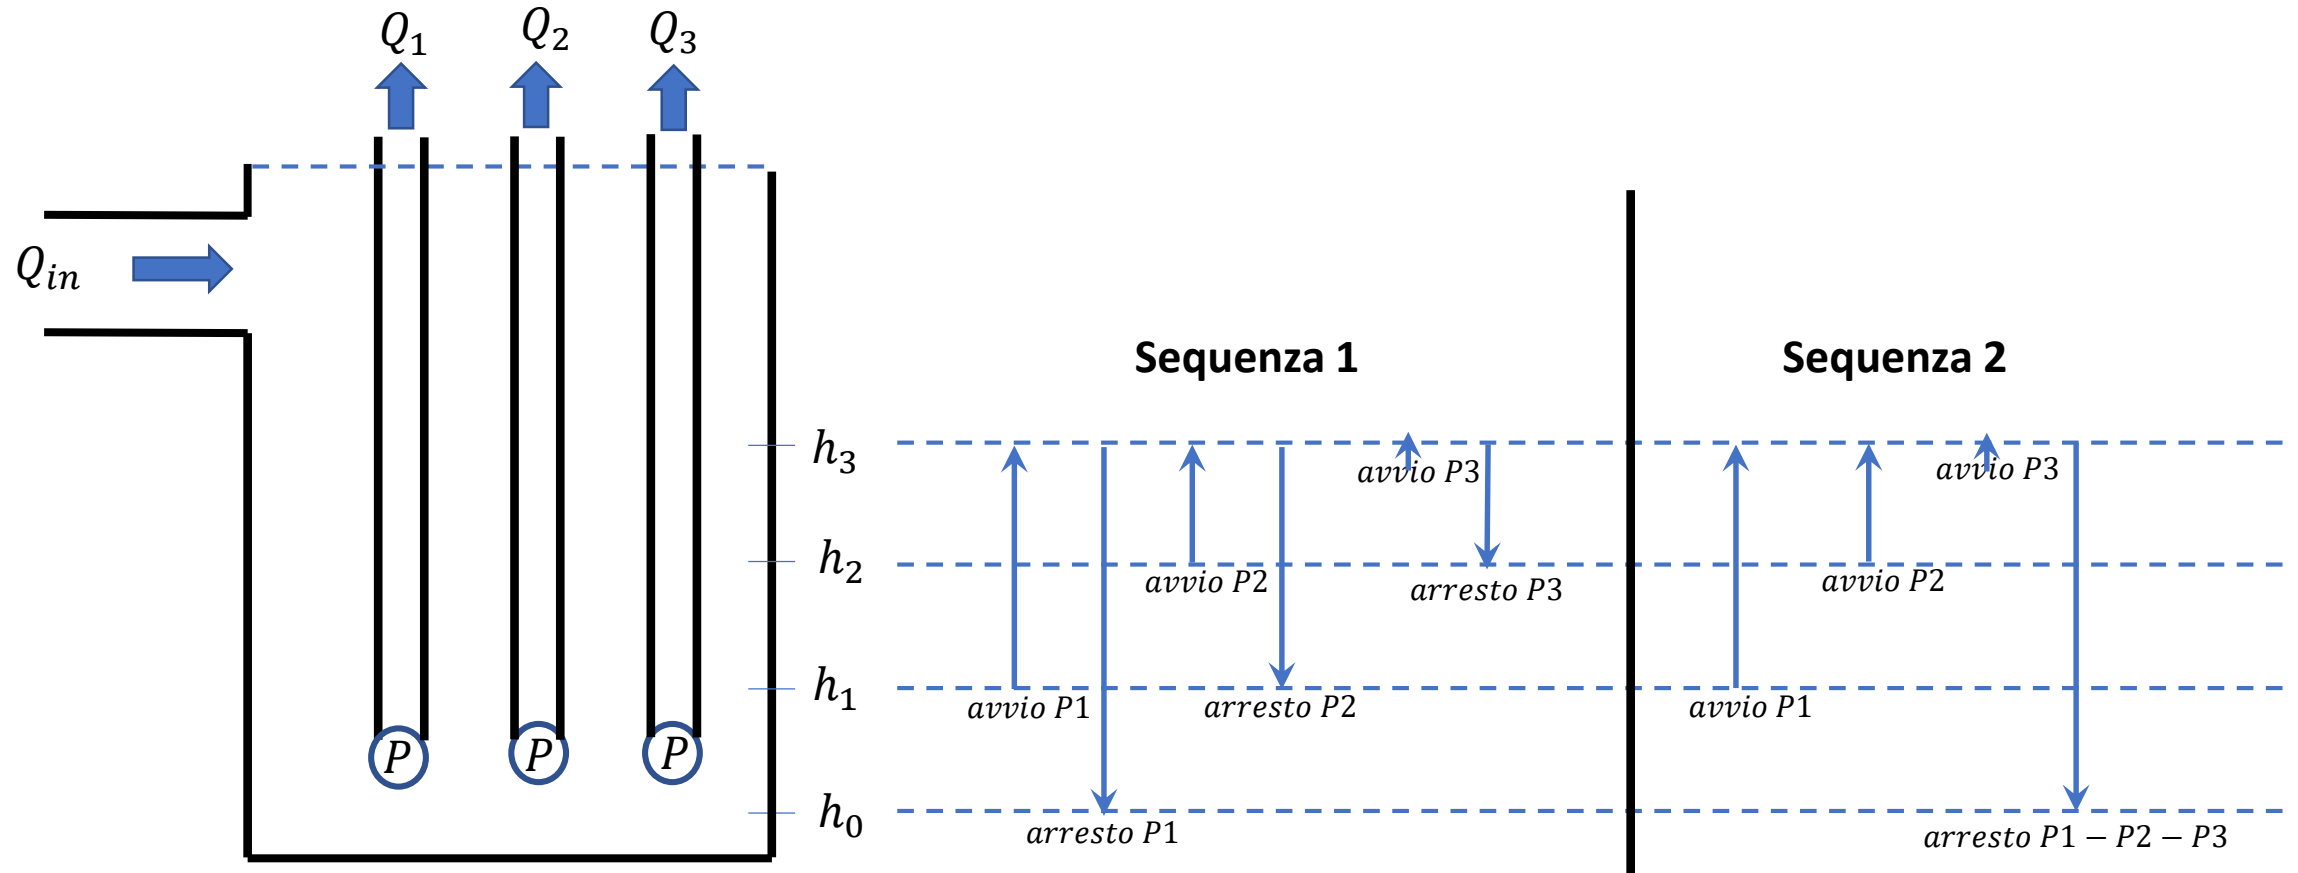 Q₁
Q₂
Q₃
Qᵢₙ
P
P
P
h₃
h₂
h₁
h₀
Sequenza 1
avvio P1
arresto P1
avvio P2
arresto P2
avvio P3
arresto P3
Sequenza 2
avvio P1
avvio P2
avvio P3
arresto P1 − P2 − P3